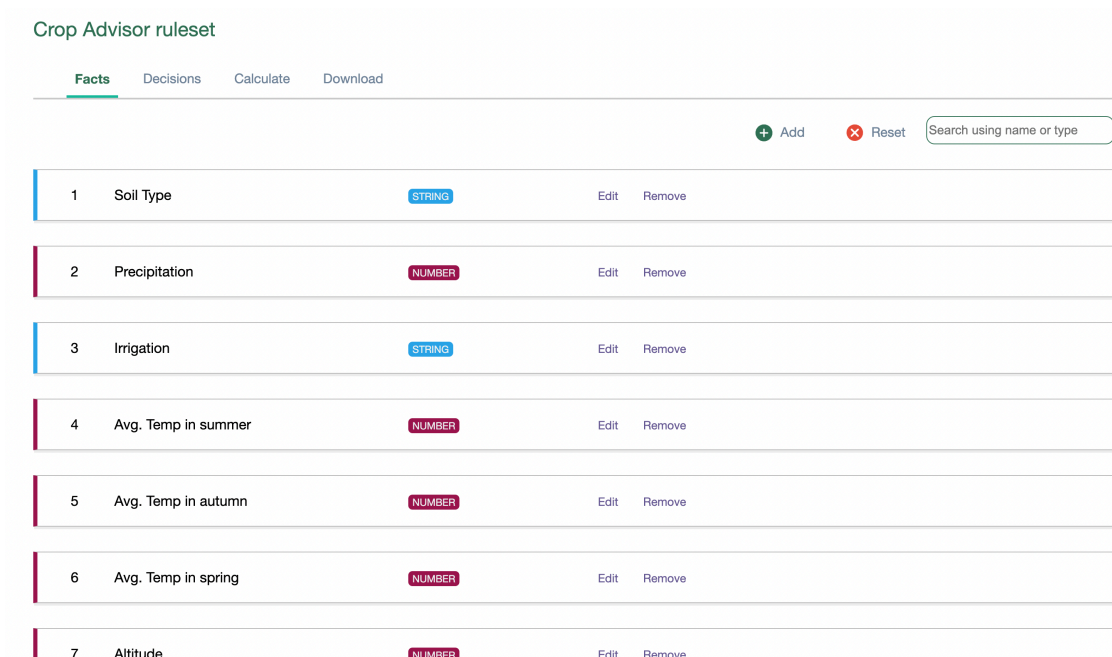 Crop Advisor ruleset
Facts Decisions Calculate Download
Add Reset Search using name or type
1 Soil Type STRING Edit Remove
2 Precipitation NUMBER Edit Remove
3 Irrigation STRING Edit Remove
4 Avg. Temp in summer NUMBER Edit Remove
5 Avg. Temp in autumn NUMBER Edit Remove
6 Avg. Temp in spring NUMBER Edit Remove
7 Altitude NUMBER Edit Remove